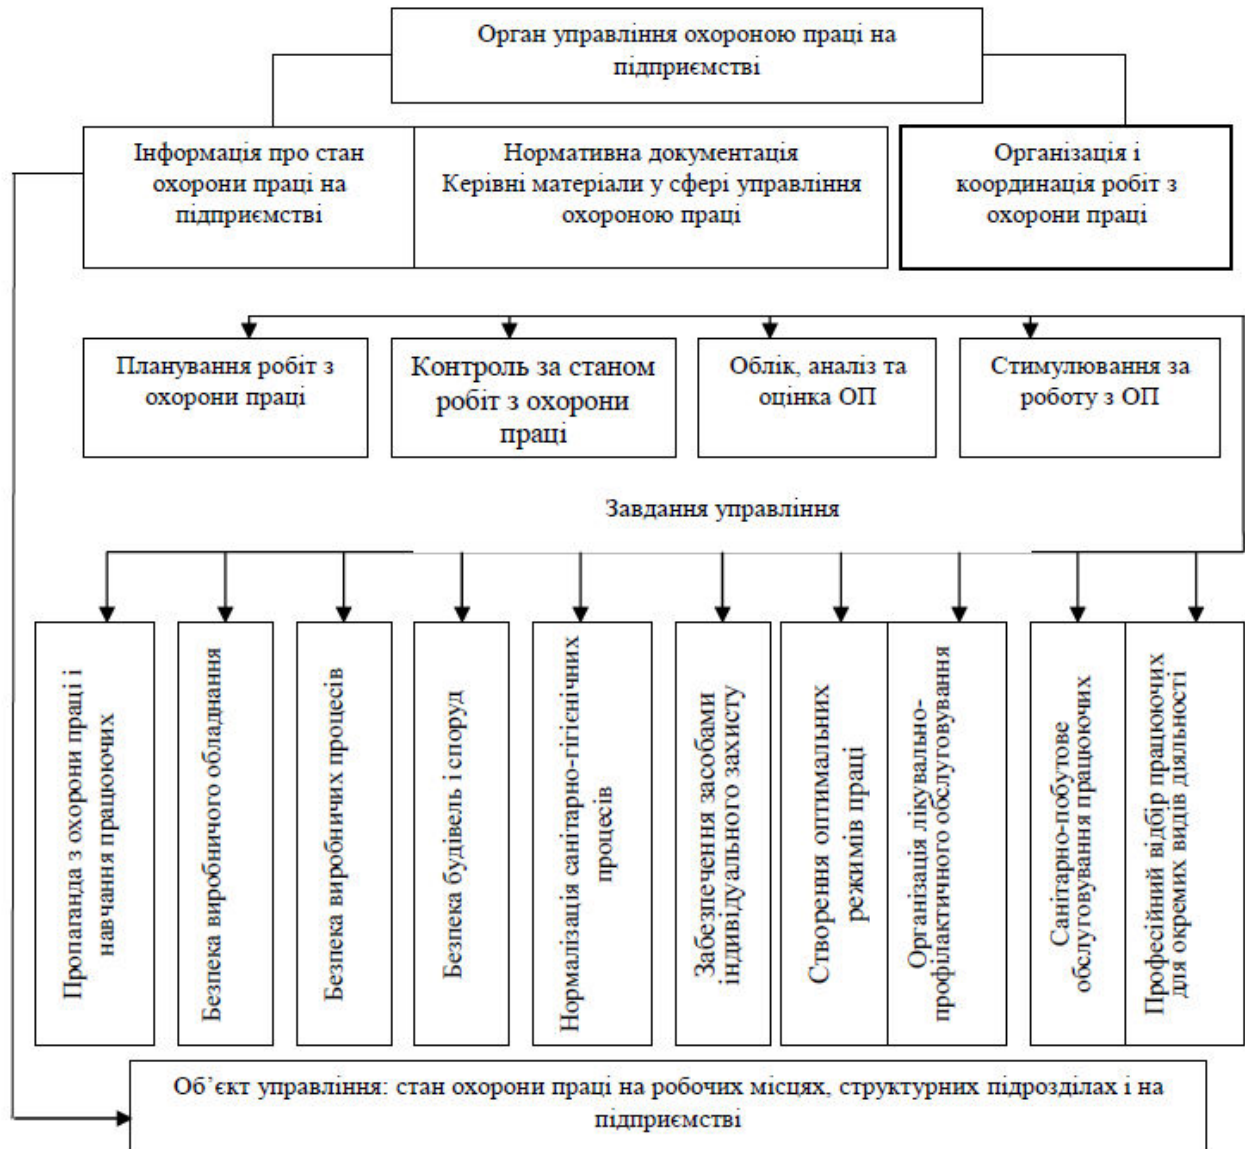 Орган управління охороною праці на
підприємстві
Інформація про стан
охорони праці на
підприємстві
Нормативна документація
Керівні матеріали у сфері управління
охороною праці
Організація і
координація робіт з
охорони праці
Планування робіт з
охорони праці
Контроль за станом
робіт з охорони
праці
Облік, аналіз та
оцінка ОП
Стимулювання за
роботу з ОП
Завдання управління
Пропаганда з охорони праці і
навчання працюючих
Безпека виробничого обладнання
Безпека виробничих процесів
Безпека будівель і споруд
Нормалізація санітарно-гігієнічних
процесів
Забезпечення засобами
індивідуального захисту
Створення оптимальних
режимів праці
Організація лікувально-
профілактичного обслуговування
Санітарно-побутове
обслуговування працюючих
Професійний відбір працюючих
для окремих видів діяльності
Об’єкт управління: стан охорони праці на робочих місцях, структурних підрозділах і на
підприємстві